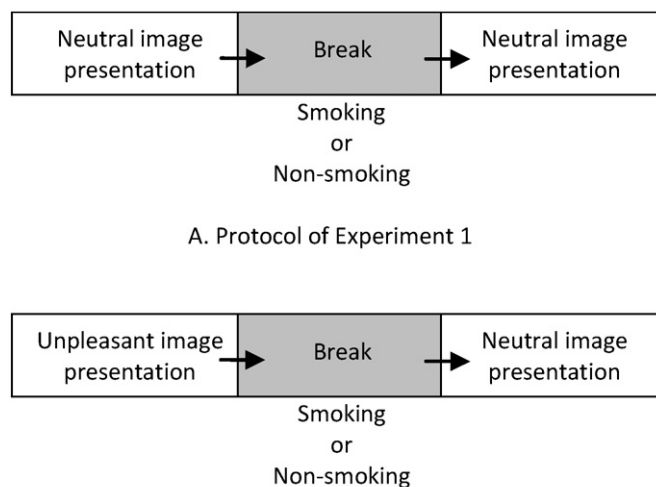 Neutral image
presentation
Break
Neutral image
presentation
Smoking
or
Non-smoking
A. Protocol of Experiment 1
Unpleasant image
presentation
Break
Neutral image
presentation
Smoking
or
Non-smoking